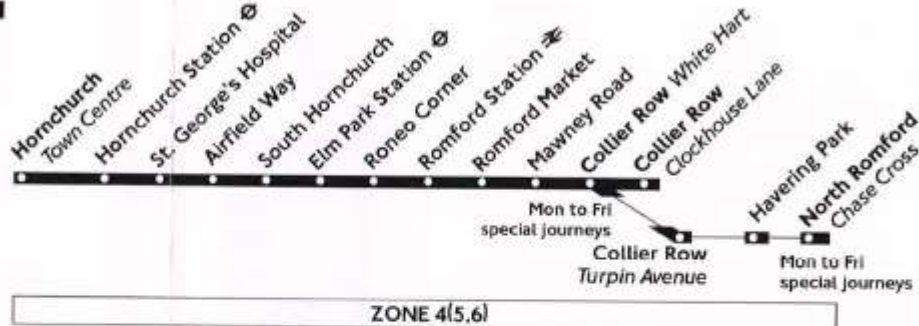 Hornchurch
Town Centre
Hornchurch Station
St. George's Hospital
Airfield Way
South Hornchurch
Elm Park Station
Roneo Corner
Romford Station
Romford Market
Mawney Road
Collier Row White Hart
Collier Row
Clockhouse Lane
Mon to Fri
special journeys
Collier Row
Turpin Avenue
Havering Park
North Romford
Chase Cross
Mon to Fri
special journeys
ZONE 4(5,6)